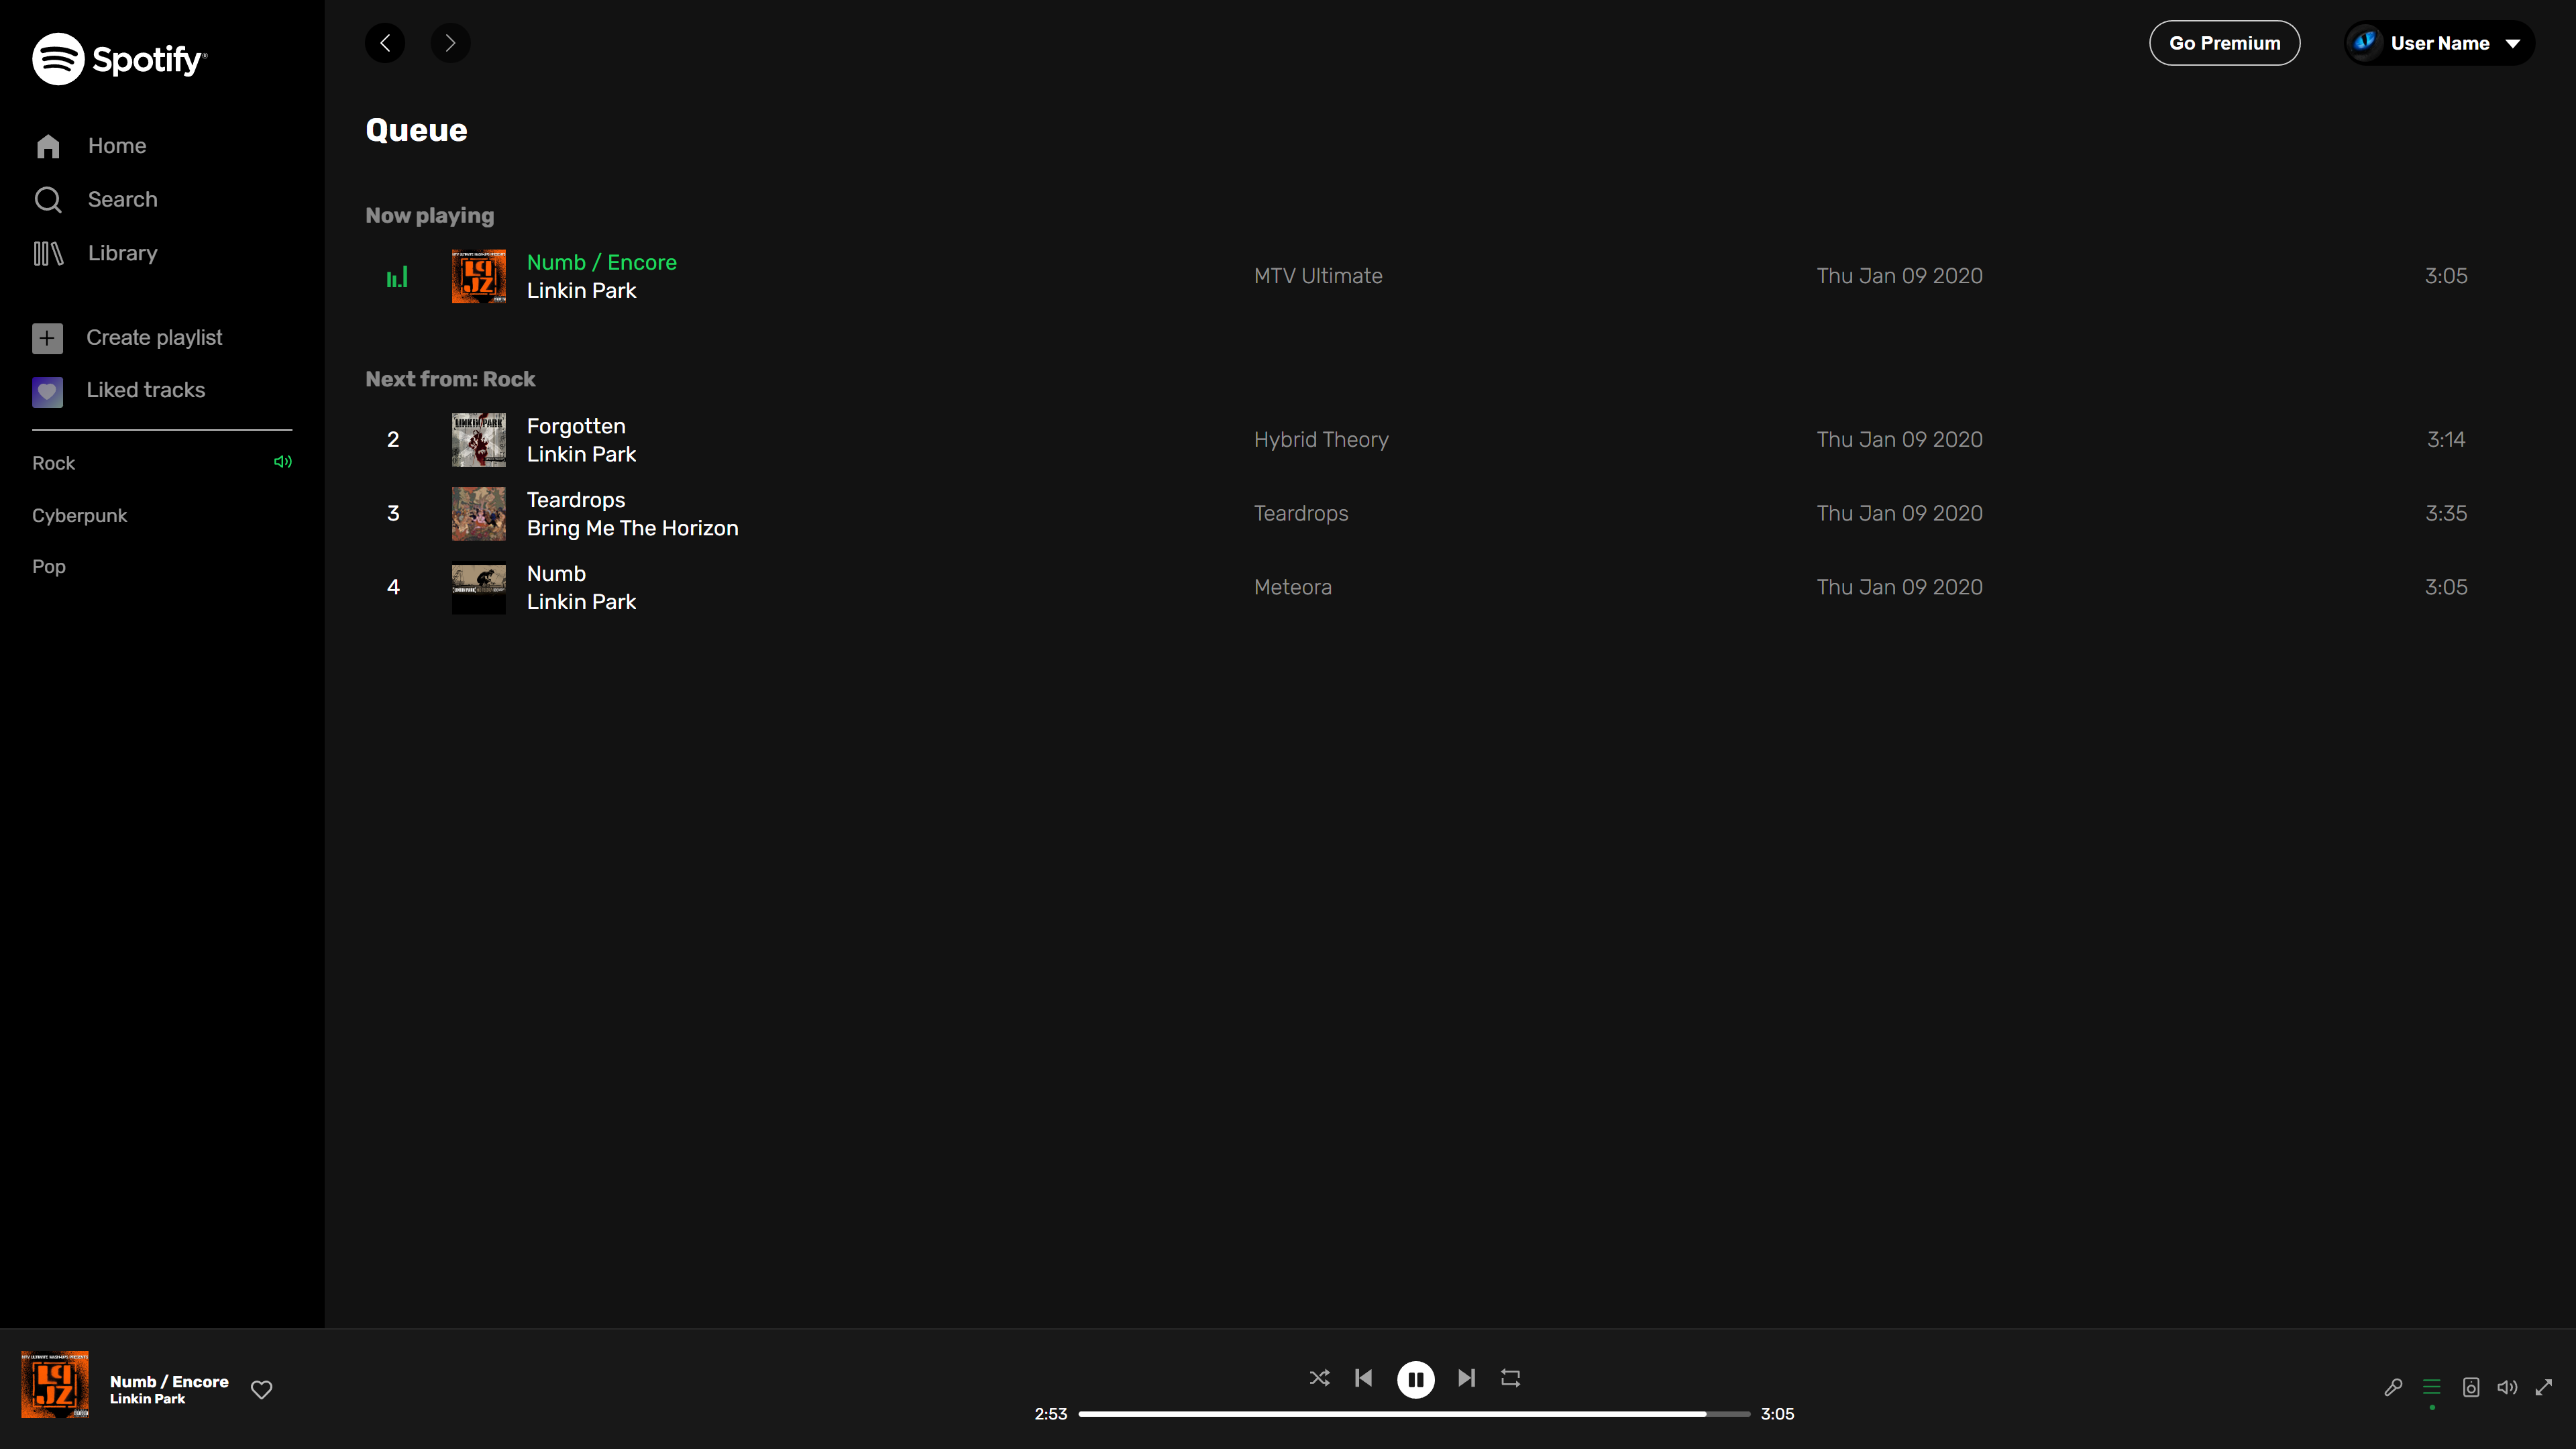 Spotify
Go Premium
User Name
Home
Search
Library
Create playlist
Liked tracks
Rock
Cyberpunk
Pop
Queue
Now playing
Numb / Encore
Linkin Park
MTV Ultimate
Thu Jan 09 2020
3:05
Next from: Rock
2
Forgotten
Linkin Park
Hybrid Theory
Thu Jan 09 2020
3:14
3
Teardrops
Bring Me The Horizon
Teardrops
Thu Jan 09 2020
3:35
4
Numb
Linkin Park
Meteora
Thu Jan 09 2020
3:05
Numb / Encore
Linkin Park
2:53
3:05